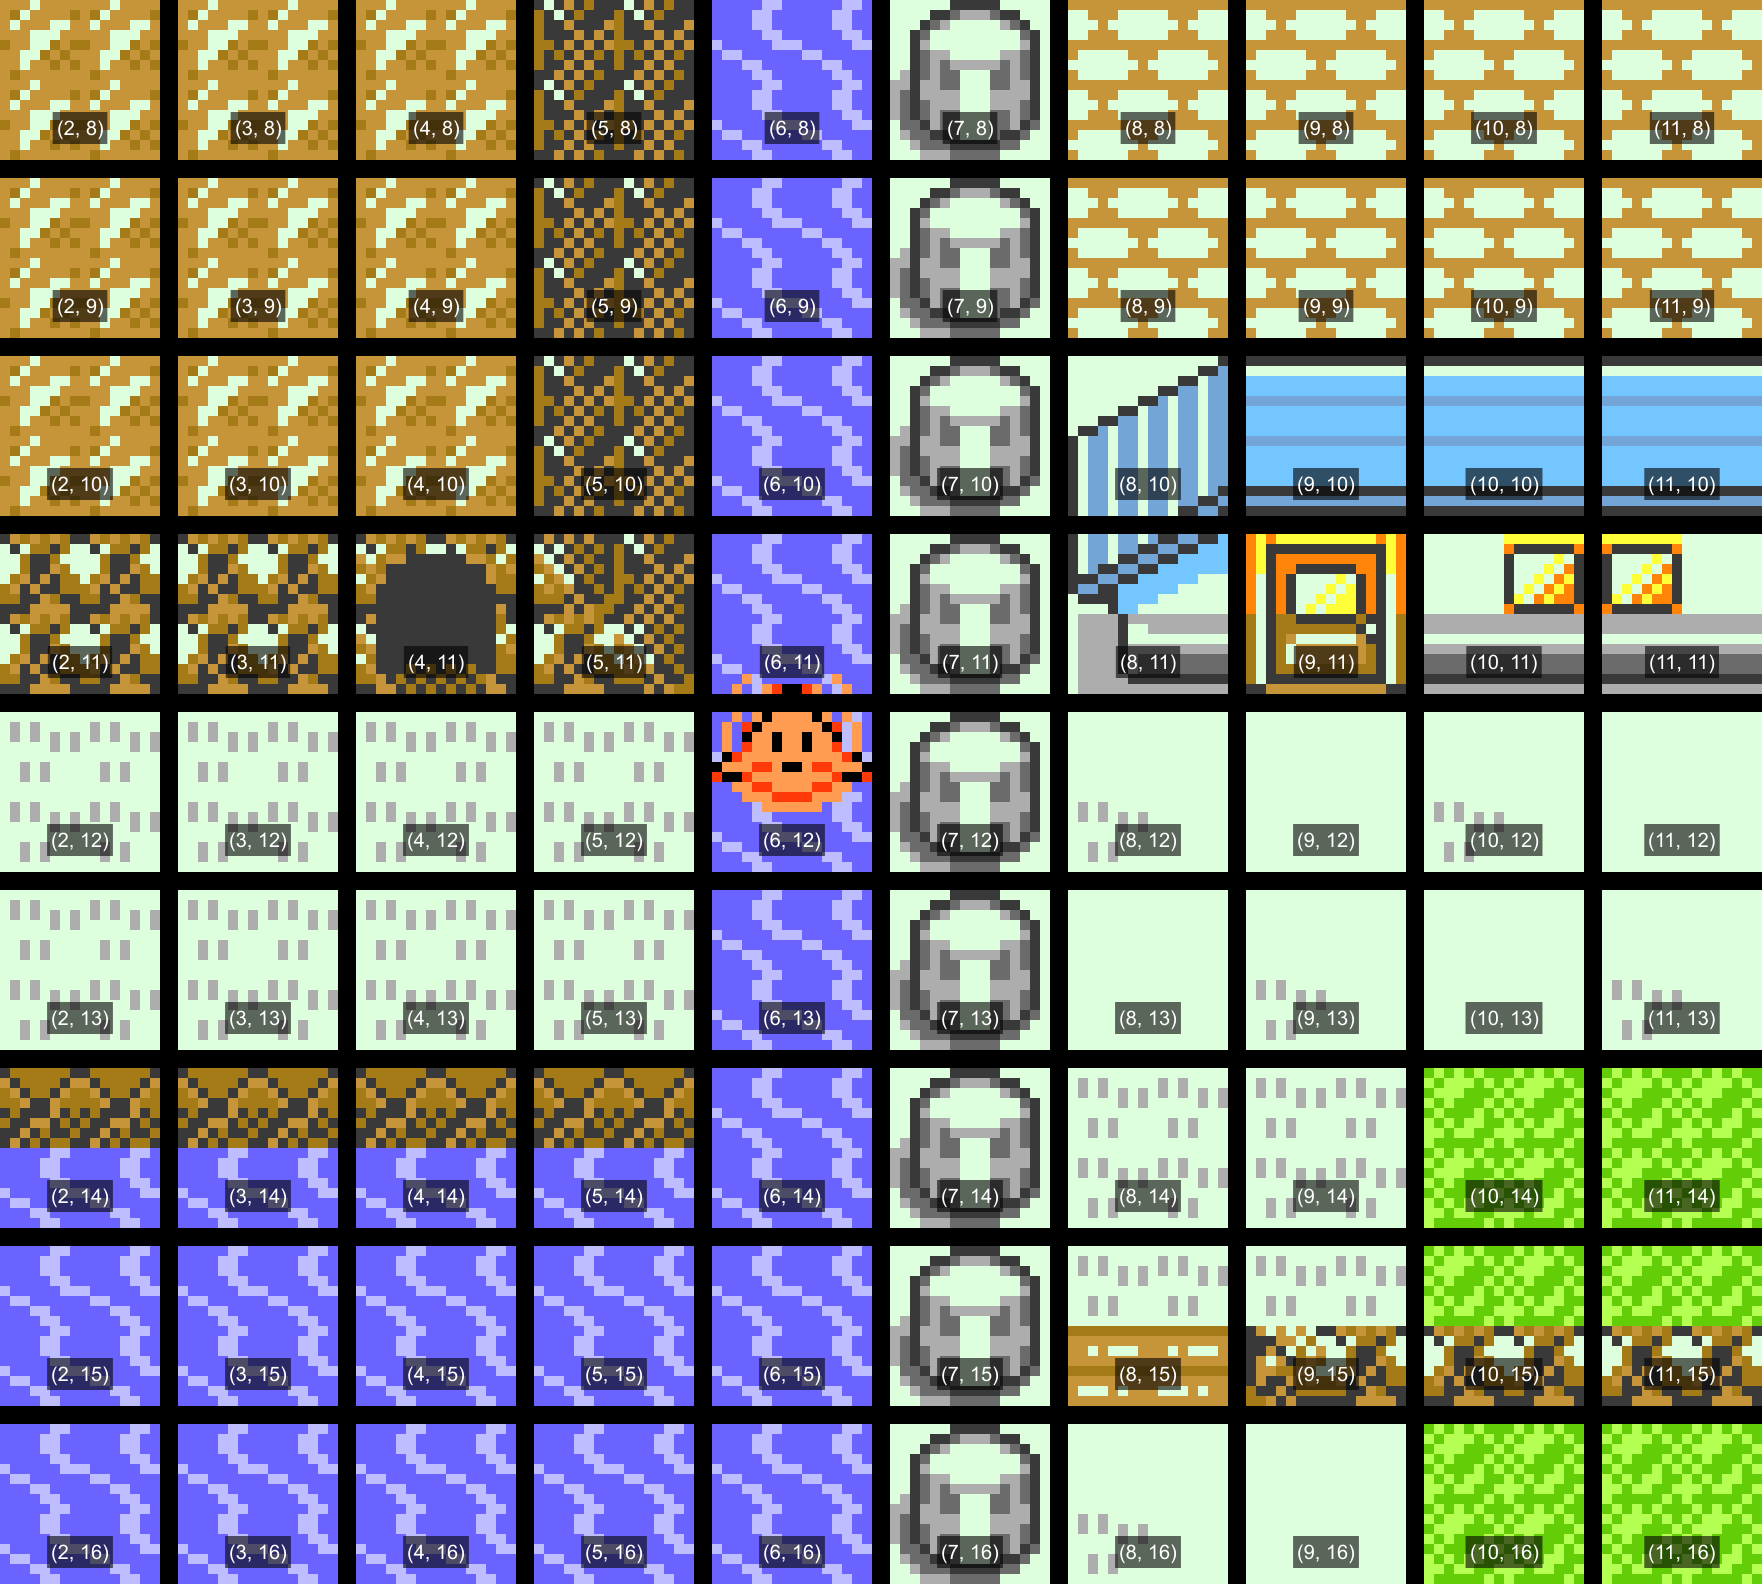 (2, 8) (3, 8) (4, 8) (5, 8) (6, 8) (7, 8) (8, 8) (9, 8) (10, 8) (11, 8)
(2, 9) (3, 9) (4, 9) (5, 9) (6, 9) (7, 9) (8, 9) (9, 9) (10, 9) (11, 9)
(2, 10) (3, 10) (4, 10) (5, 10) (6, 10) (7, 10) (8, 10) (9, 10) (10, 10) (11, 10)
(2, 11) (3, 11) (4, 11) (5, 11) (6, 11) (7, 11) (8, 11) (9, 11) (10, 11) (11, 11)
(2, 12) (3, 12) (4, 12) (5, 12) (6, 12) (7, 12) (8, 12) (9, 12) (10, 12) (11, 12)
(2, 13) (3, 13) (4, 13) (5, 13) (6, 13) (7, 13) (8, 13) (9, 13) (10, 13) (11, 13)
(2, 14) (3, 14) (4, 14) (5, 14) (6, 14) (7, 14) (8, 14) (9, 14) (10, 14) (11, 14)
(2, 15) (3, 15) (4, 15) (5, 15) (6, 15) (7, 15) (8, 15) (9, 15) (10, 15) (11, 15)
(2, 16) (3, 16) (4, 16) (5, 16) (6, 16) (7, 16) (8, 16) (9, 16) (10, 16) (11, 16)